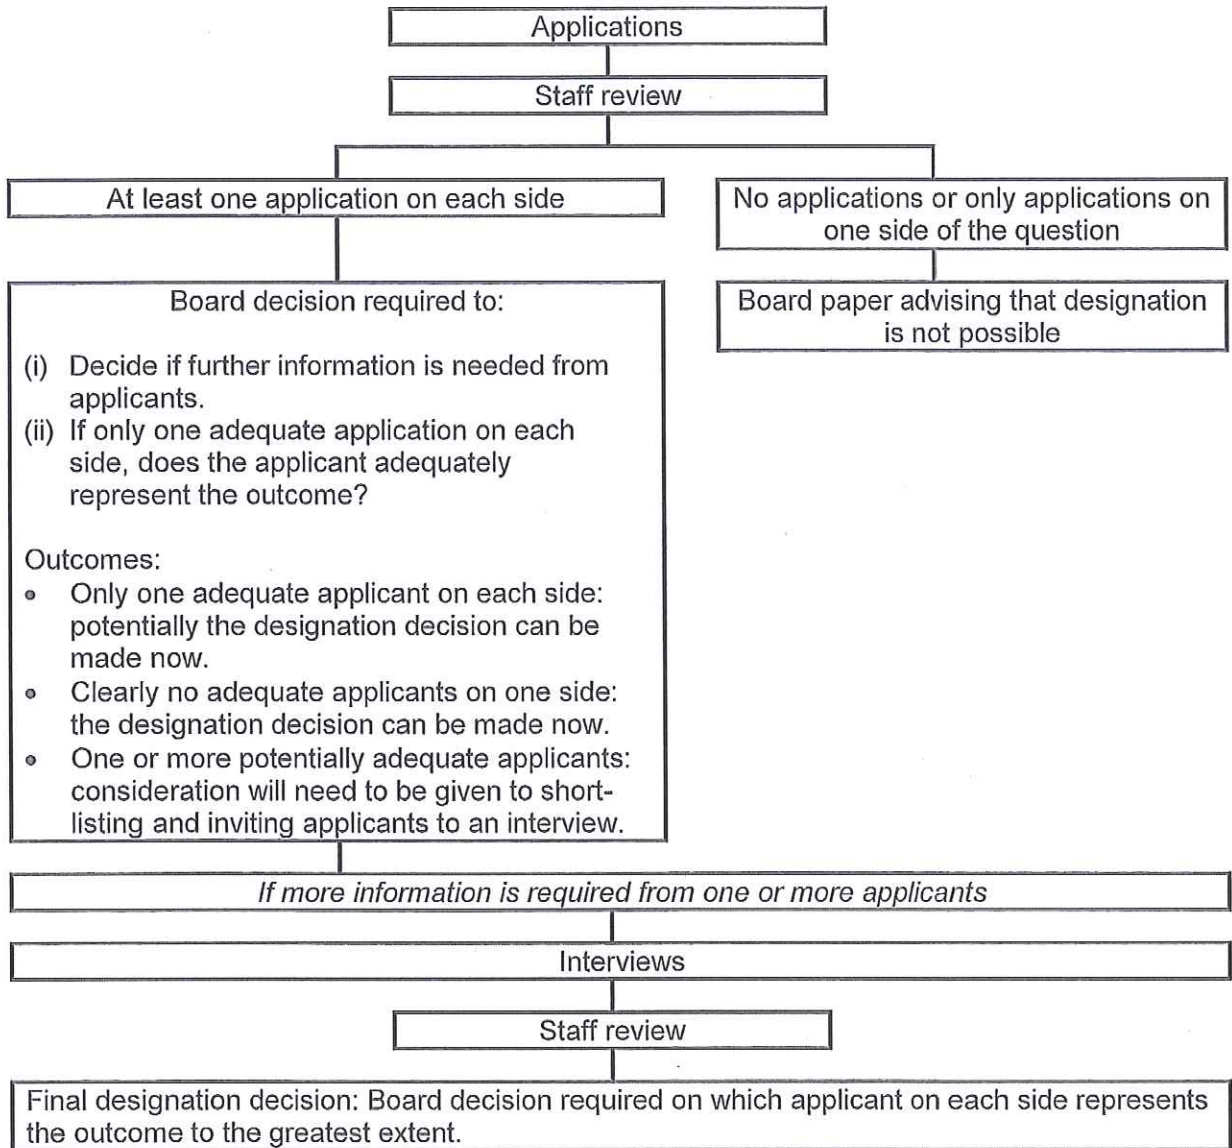 Applications
Staff review
At least one application on each side
No applications or only applications on
one side of the question
Board paper advising that designation
is not possible
Board decision required to:
(i) Decide if further information is needed from
applicants.
(ii) If only one adequate application on each
side, does the applicant adequately
represent the outcome?
Outcomes:
• Only one adequate applicant on each side:
potentially the designation decision can be
made now.
• Clearly no adequate applicants on one side:
the designation decision can be made now.
• One or more potentially adequate applicants:
consideration will need to be given to short-
listing and inviting applicants to an interview.
If more information is required from one or more applicants
Interviews
Staff review
Final designation decision: Board decision required on which applicant on each side represents
the outcome to the greatest extent.